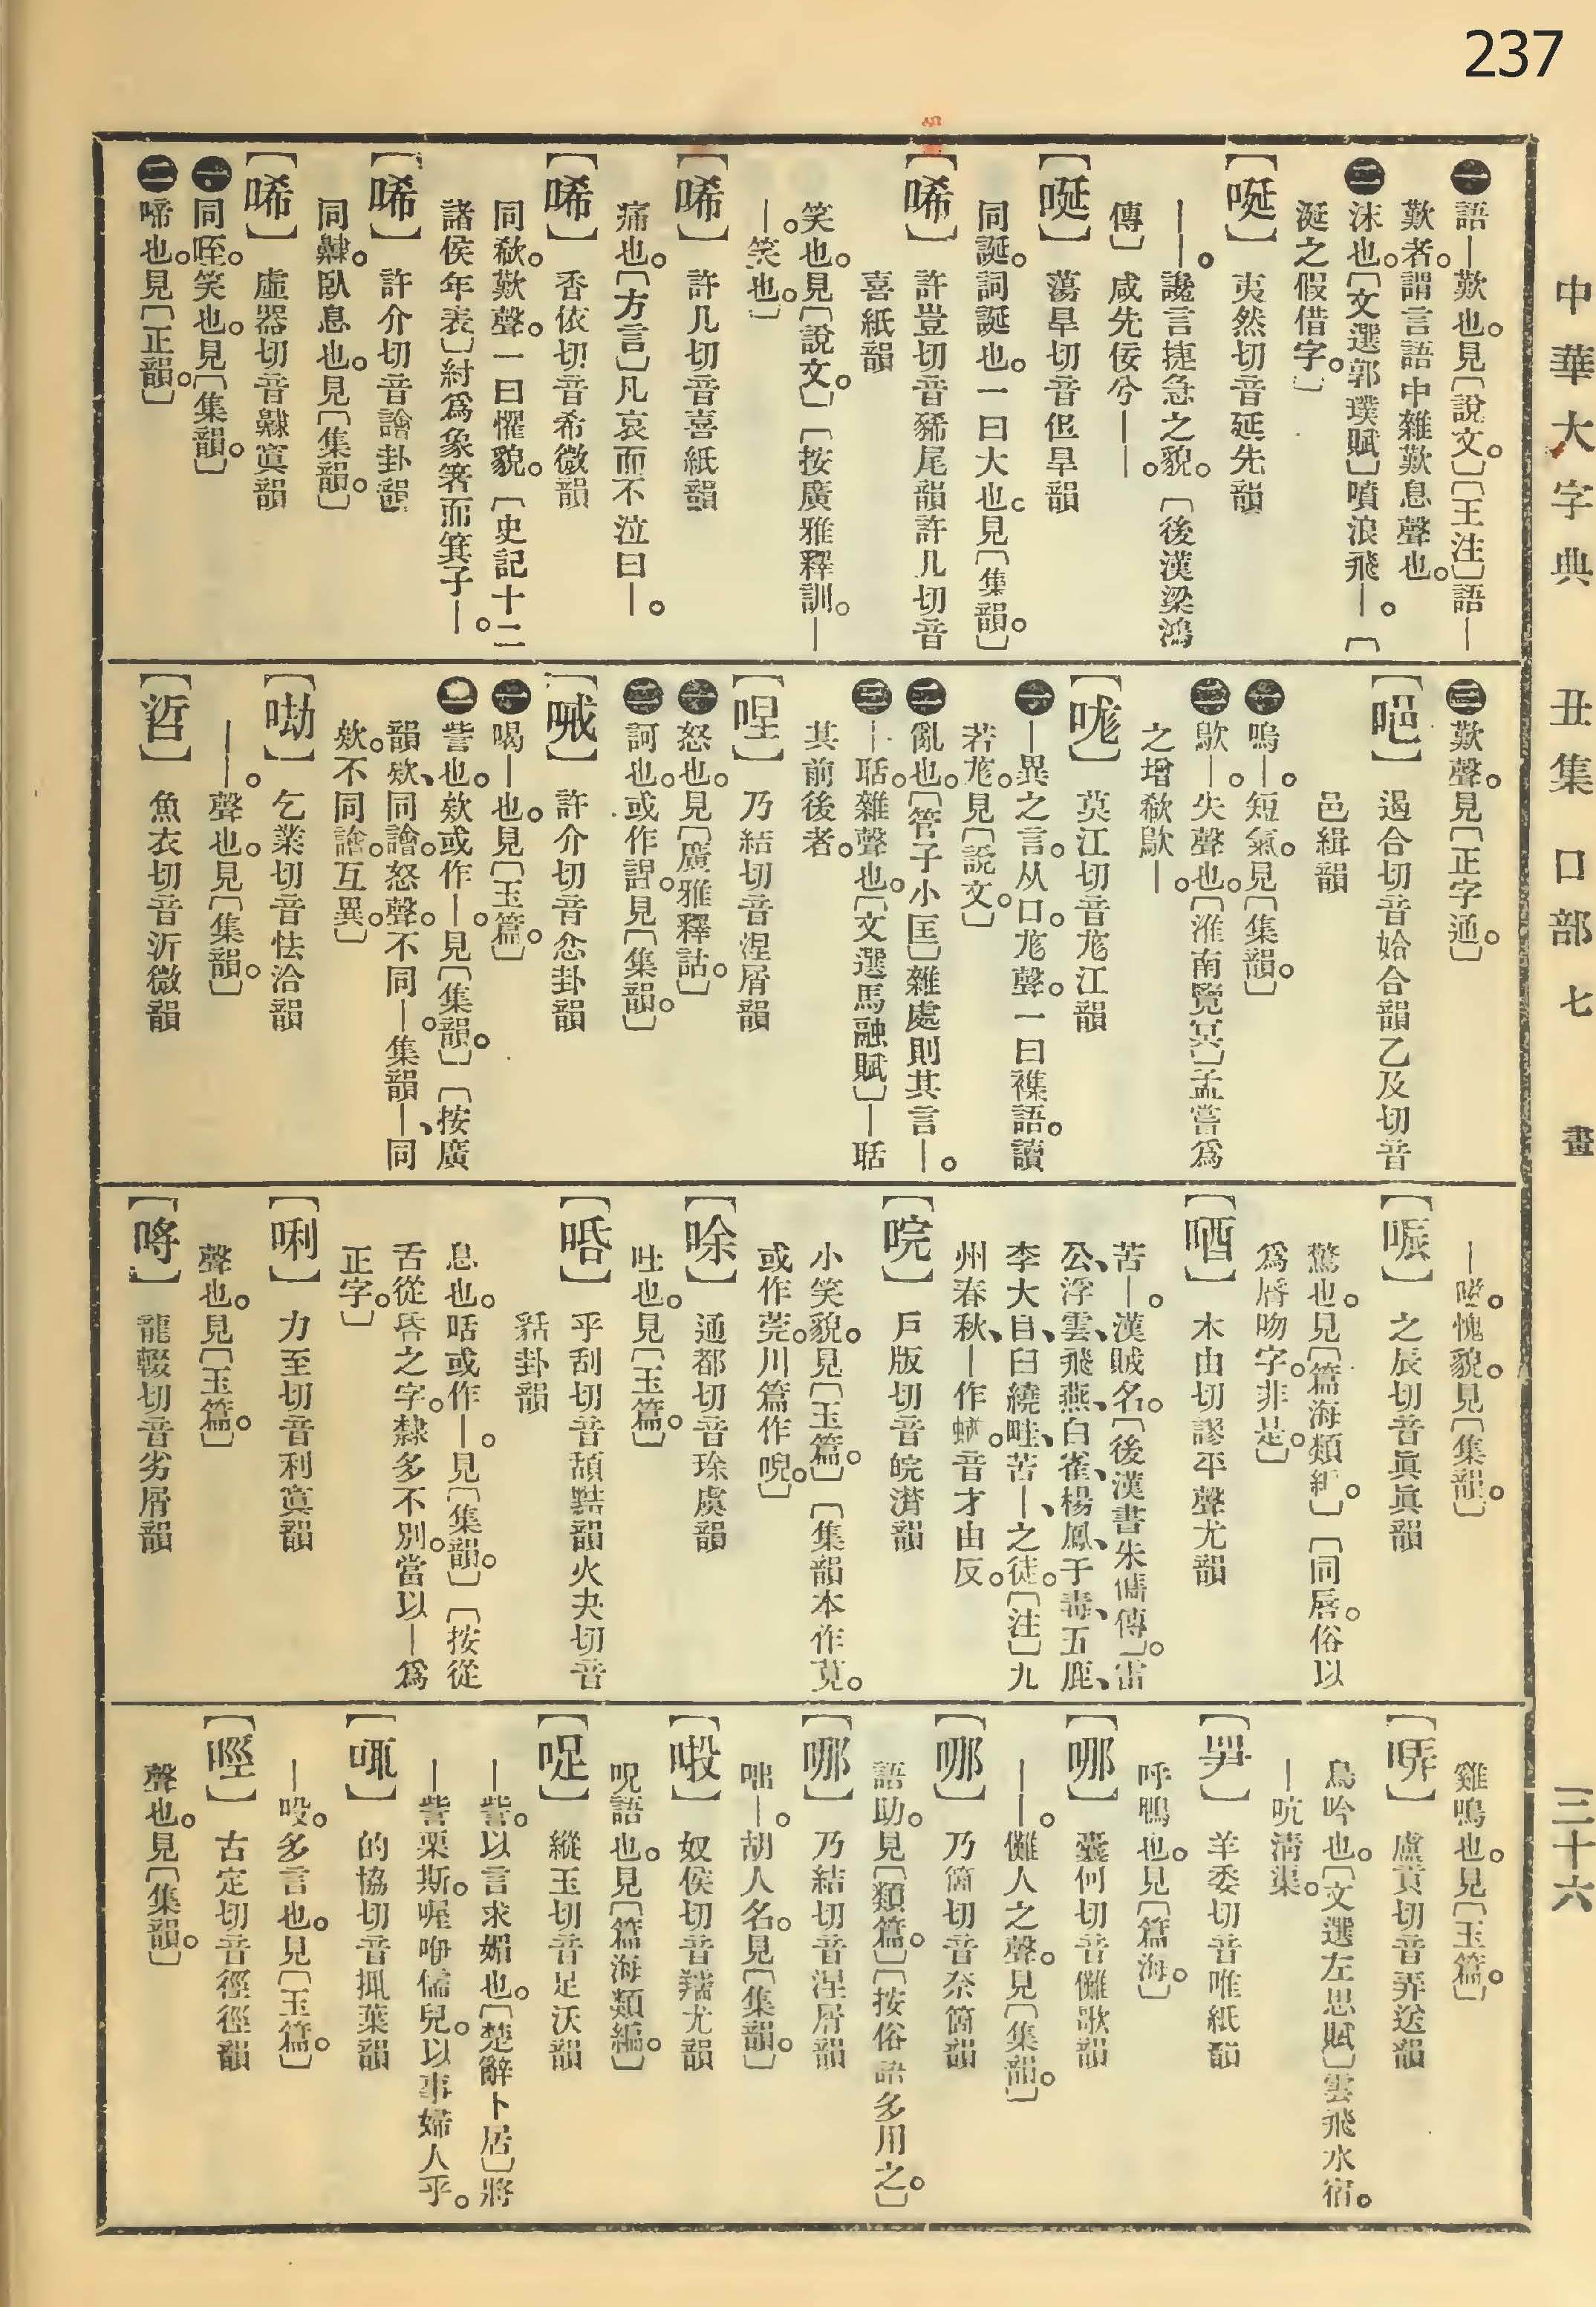 237
中華大字典 丑集 口部 七畫 三十六
一語—歎也。見〔說文。〕〔王注〕語—
歎者。謂言語中雜歎息聲也。
二沫也。〔文選郭璞賦〕噴浪飛—。〔
涎之假借字。〕
〔唌〕夷然切音延先韻
——。讒言捷急之貌。〔後漢梁鴻
傳〕咸先佞兮——。
〔唌〕蕩旱切音但旱韻
同誕。詞誕也。一曰大也。見〔集韻。〕
〔唏〕許豈切音豨尾韻許几切音
喜紙韻
笑也。見〔說文。〕〔按廣雅釋訓。—
—。笑也。〕
〔唏〕許几切音喜紙韻
痛也。〔方言〕凡哀而不泣曰—。
〔唏〕香依切音希微韻
同欷。歎聲。一曰懼貌。〔史記十二
諸侯年表〕紂爲象箸而箕子—。
〔唏〕許介切音譮卦韻
同齂。臥息也。見〔集韻。〕
〔唏〕虛器切音齂寘韻
一同咥。笑也。見〔集韻。〕
二啼也。見〔正韻。〕
三歎聲。見〔正字通。〕
〔唈〕遏合切音姶合韻乙及切音
邑緝韻
一嗚—。短氣。見〔集韻。〕
二歍—。失聲也。〔淮南覽冥〕孟嘗爲
之增欷歍—。
〔咙〕莫江切音尨江韻
一—異之言。从口。尨聲。一曰襍語。讀
若尨。見〔說文。〕
二亂也。〔管子小匡〕雜處則其言—。
三—聒。雜聲也。〔文選馬融賦〕—聒
其前後者。
〔哩〕乃結切音涅屑韻
一怒也。見〔廣雅釋詁。〕
二訶也。或作𧧸。見〔集韻。〕
〔㖑〕許介切音忿卦韻
一喝—也。見〔玉篇。〕
二訾也。欸或作—。見〔集韻。〕〔按廣
韻欸、同譮。怒聲。不同—。集韻—、同
欸。不同譮。互異。〕
〔㘦〕乞業切音怯洽韻
——。聲也。見〔集韻。〕
〔㖕〕魚衣切音沂微韻
—㗀。愧貌。見〔集韻。〕
〔㖘〕之辰切音眞眞韻
驚也。見〔篇海類編。〕〔同脣。俗以
爲脣吻字。非是。〕
〔唒〕木由切謬平聲尤韻
苦—。漢賊名。〔後漢書朱儁傳〕。雷
公、浮雲、飛燕、白雀、楊鳳、于毒、五鹿、
李大自、臼繞、畦、苦—、之徒。〔注〕九
州春秋、—作蝤。音才由反。
〔唍〕戶版切音皖潸韻
小笑貌。見〔玉篇。〕〔集韻本作莧。
或作莞。川篇作哯。〕
〔唋〕通都切音瑹虞韻
吐也。見〔玉篇。〕
〔唔〕乎刮切音頢黠韻火夬切音
䛟卦韻
息也。咶或作—。見〔集韻。〕〔按從
舌從昏之字。隸多不別。當以—爲
正字。〕
〔唎〕力至切音利寘韻
聲也。見〔玉篇。〕
〔哷〕龍輟切音劣屑韻
雞鳴也。見〔玉篇。〕
〔哢〕盧貢切音弄送韻
鳥吟也。〔文選左思賦〕雲飛水宿。
—吭清渠。
〔𠱥〕羊委切音唯紙韻
呼鴨也。見〔篇海。〕
〔哪〕囊何切音儺歌韻
——。儺人之聲。見〔集韻。〕
〔哪〕乃箇切音奈箇韻
語助。見〔類篇。〕〔按俗語多用之。〕
〔哪〕乃結切音涅屑韻
咄—。胡人名。見〔集韻。〕
〔㖏〕奴侯切音羺尤韻
呪語也。見〔篇海類編。〕
〔哫〕縱玉切音足沃韻
—訾。以言求媚也。〔楚辭卜居〕將
—訾栗斯。喔咿儒兒。以事婦人乎。
〔㖇〕的協切音揤葉韻
—吺。多言也。見〔玉篇。〕
〔哹〕古定切音徑徑韻
聲也。見〔集韻。〕